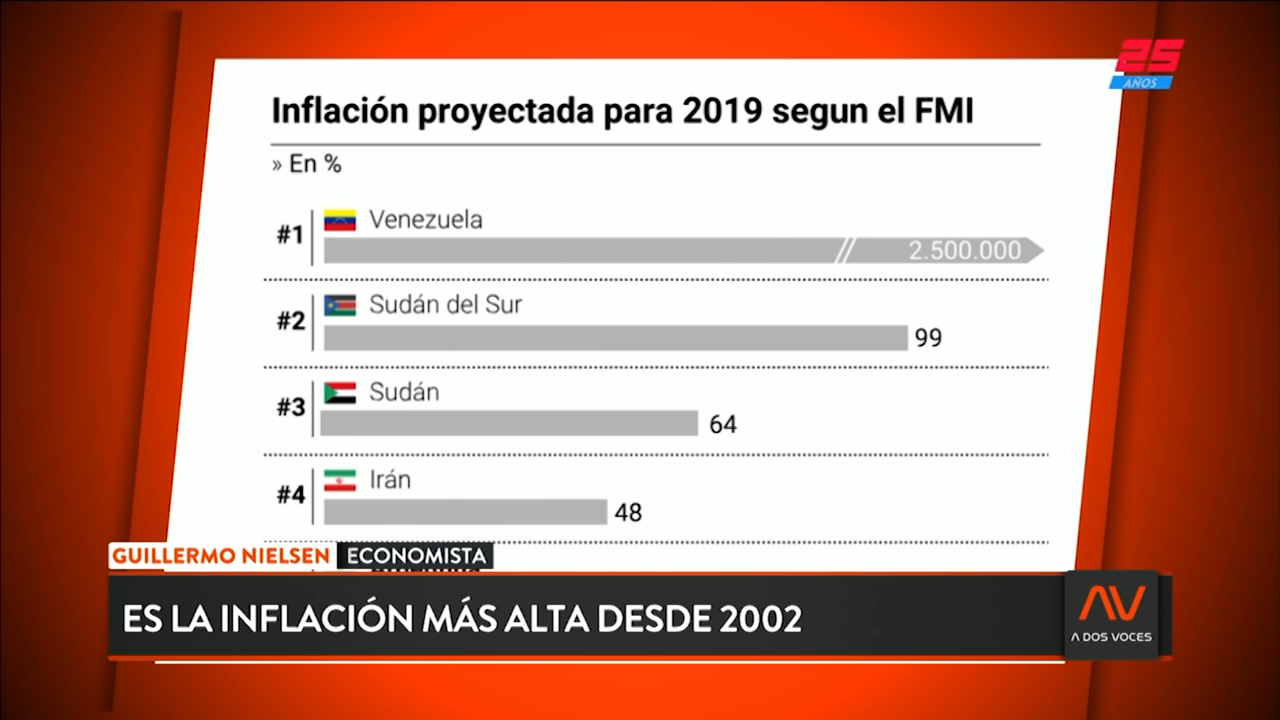 25
AÑOS
Inflación proyectada para 2019 segun el FMI
» En %
#1 Venezuela
2.500.000
#2 Sudán del Sur
99
#3 Sudán
64
#4 Irán
48
GUILLERMO NIELSEN ECONOMISTA
ES LA INFLACIÓN MÁS ALTA DESDE 2002
AV
A DOS VOCES